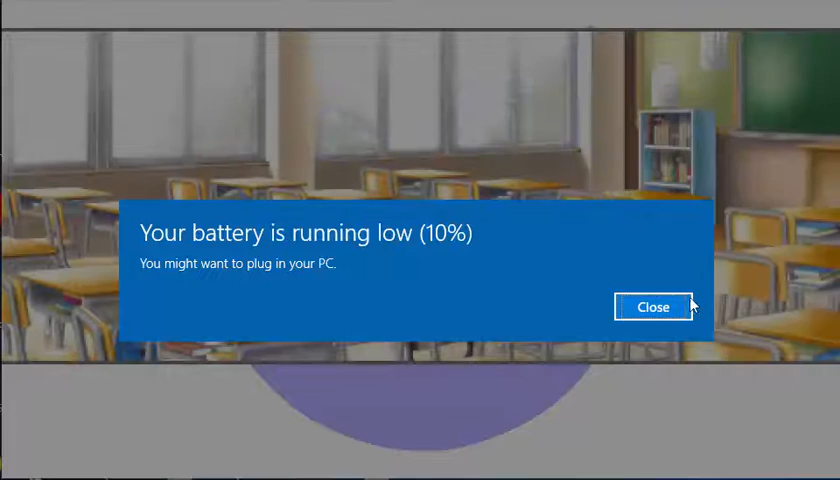 Your battery is running low (10%)
You might want to plug in your PC.
Close